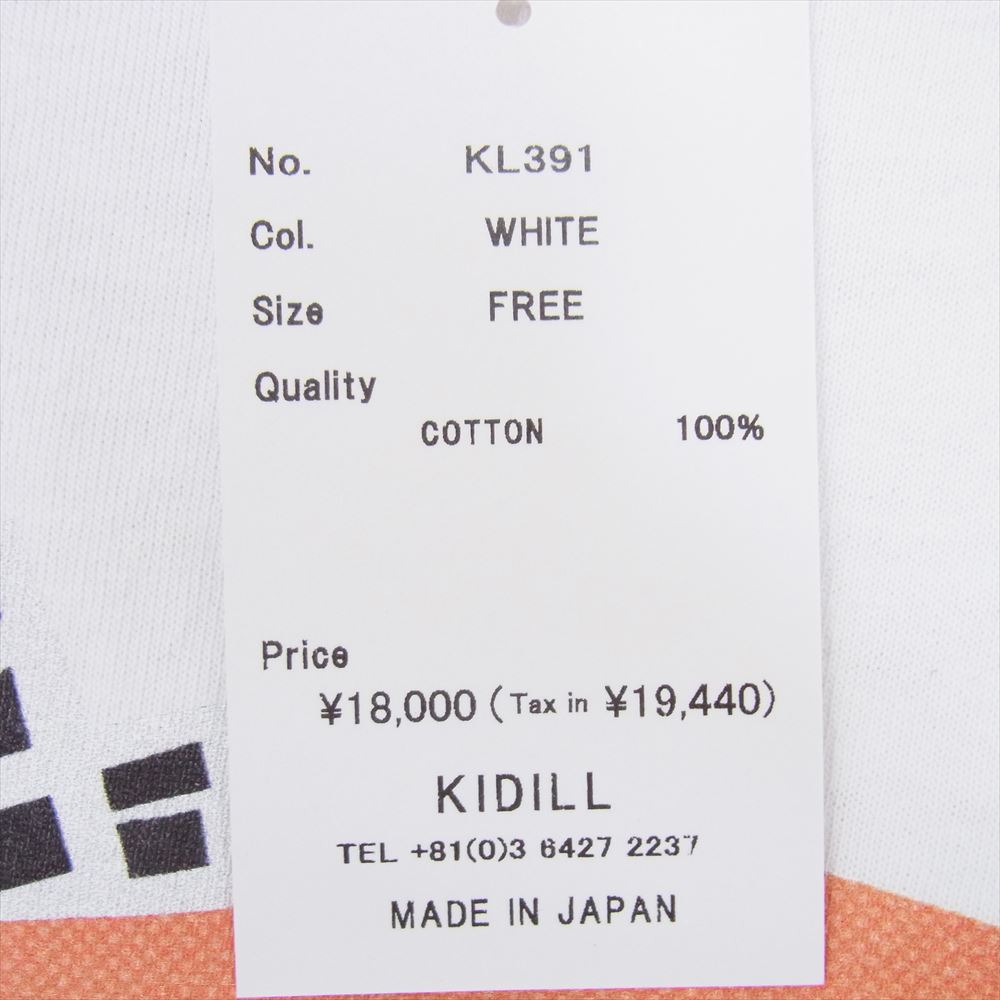 No. KL391
Col. WHITE
Size FREE
Quality
COTTON 100%
Price
¥18,000 (Tax in ¥19,440)
KIDILL
TEL +81(0)3 6427 2237
MADE IN JAPAN